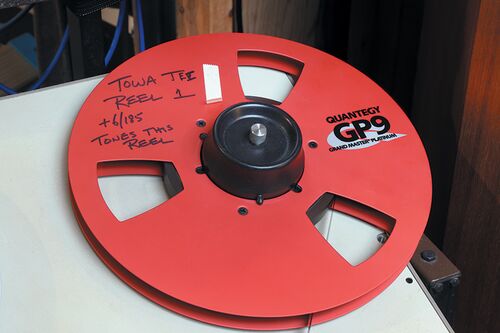 TOWA TEI
REEL 1
+6/185
TONES THIS
REEL
QUANTEGY
GP9
GRAND MASTER® PLATINUM